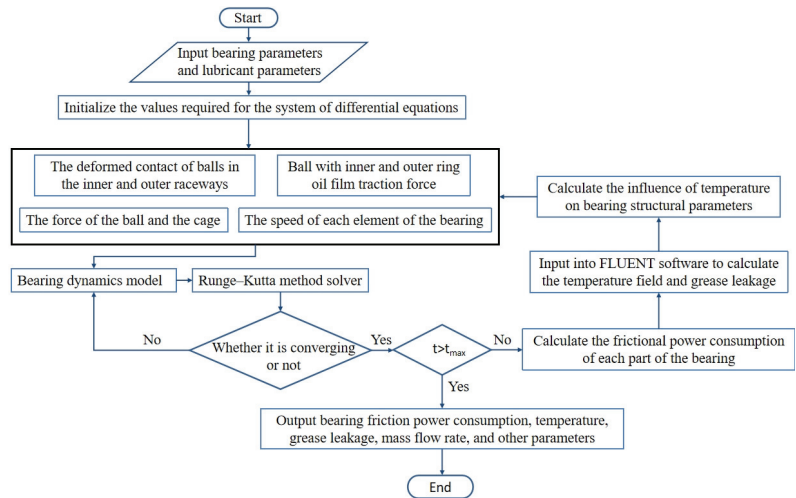 Start
Input bearing parameters
and lubricant parameters
Initialize the values required for the system of differential equations
The deformed contact of balls in
the inner and outer raceways
Ball with inner and outer ring
oil film traction force
The force of the ball and the cage
The speed of each element of the bearing
Calculate the influence of temperature
on bearing structural parameters
Input into FLUENT software to calculate
the temperature field and grease leakage
Bearing dynamics model
Runge–Kutta method solver
No
Whether it is converging
or not
Yes
t>tmax
No
Calculate the frictional power consumption
of each part of the bearing
Yes
Output bearing friction power consumption, temperature,
grease leakage, mass flow rate, and other parameters
End